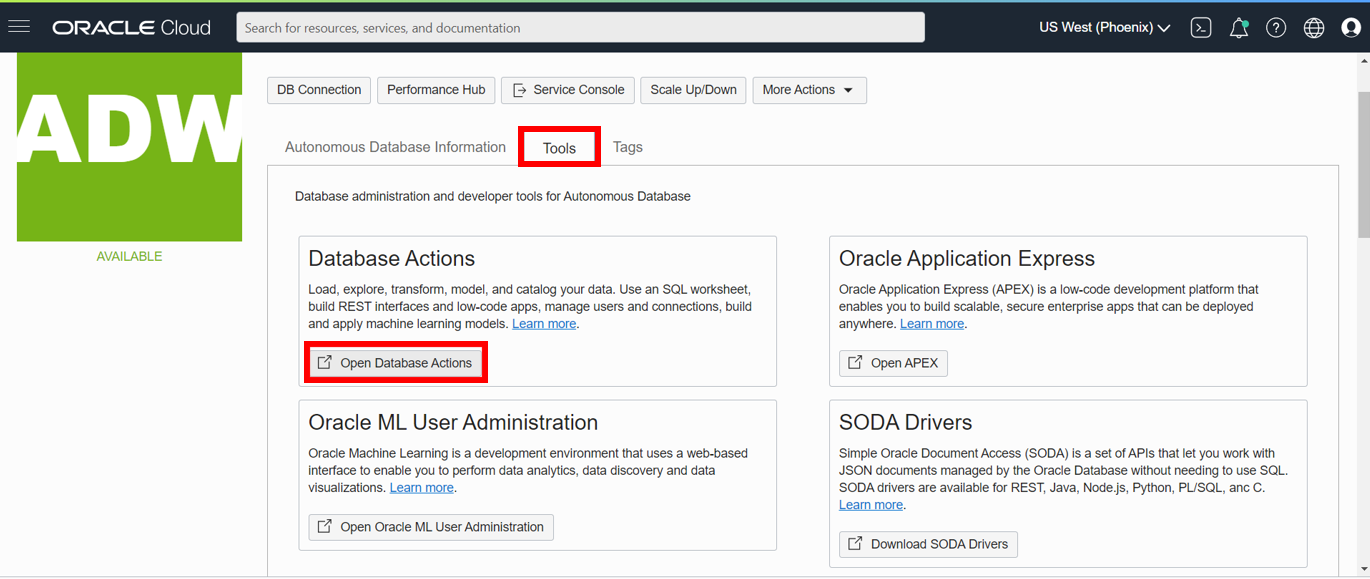 ORACLE Cloud
Search for resources, services, and documentation
US West (Phoenix)
ADW
AVAILABLE
DB Connection
Performance Hub
Service Console
Scale Up/Down
More Actions
Autonomous Database Information
Tools
Tags
Database administration and developer tools for Autonomous Database
Database Actions
Load, explore, transform, model, and catalog your data. Use an SQL worksheet,
build REST interfaces and low-code apps, manage users and connections, build
and apply machine learning models. Learn more.
Open Database Actions
Oracle Application Express
Oracle Application Express (APEX) is a low-code development platform that
enables you to build scalable, secure enterprise apps that can be deployed
anywhere. Learn more.
Open APEX
Oracle ML User Administration
Oracle Machine Learning is a development environment that uses a web-based
interface to enable you to perform data analytics, data discovery and data
visualizations. Learn more.
Open Oracle ML User Administration
SODA Drivers
Simple Oracle Document Access (SODA) is a set of APIs that let you work with
JSON documents managed by the Oracle Database without needing to use SQL.
SODA drivers are available for REST, Java, Node.js, Python, PL/SQL, anc C.
Learn more.
Download SODA Drivers